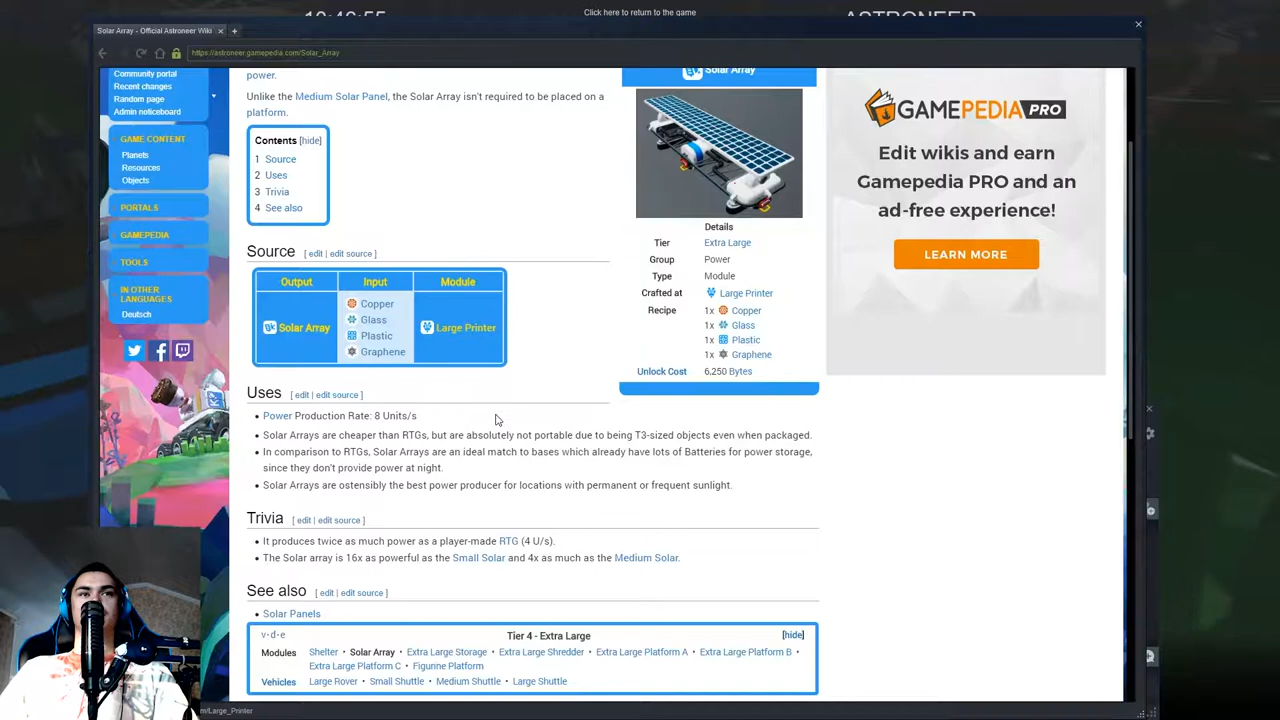 10:49:55
Click here to return to the game
ASTRONEER
Solar Array - Official Astroneer Wiki
https://astroneer.gamepedia.com/Solar_Array
Community portal
Recent changes
Random page
Admin noticeboard
GAME CONTENT
Planets
Resources
Objects
PORTALS
GAMEPEDIA
TOOLS
IN OTHER LANGUAGES
Deutsch
power.
Unlike the Medium Solar Panel, the Solar Array isn't required to be placed on a
platform.
Contents [hide]
1 Source
2 Uses
3 Trivia
4 See also
Source [ edit | edit source ]
Output Input Module
Solar Array
Copper
Glass
Plastic
Graphene
Large Printer
Uses [ edit | edit source ]
Power Production Rate: 8 Units/s
Solar Arrays are cheaper than RTGs, but are absolutely not portable due to being T3-sized objects even when packaged.
In comparison to RTGs, Solar Arrays are an ideal match to bases which already have lots of Batteries for power storage,
since they don't provide power at night.
Solar Arrays are ostensibly the best power producer for locations with permanent or frequent sunlight.
Trivia [ edit | edit source ]
It produces twice as much power as a player-made RTG (4 U/s).
The Solar array is 16x as powerful as the Small Solar and 4x as much as the Medium Solar.
See also [ edit | edit source ]
Solar Panels
v·d·e Tier 4 - Extra Large [hide]
Modules Shelter • Solar Array • Extra Large Storage • Extra Large Shredder • Extra Large Platform A • Extra Large Platform B •
Extra Large Platform C • Figurine Platform
Vehicles Large Rover • Small Shuttle • Medium Shuttle • Large Shuttle
Solar Array
Details
Tier Extra Large
Group Power
Type Module
Crafted at Large Printer
Recipe 1x Copper
1x Glass
1x Plastic
1x Graphene
Unlock Cost 6,250 Bytes
GAMEPEDIA PRO
Edit wikis and earn
Gamepedia PRO and an
ad-free experience!
LEARN MORE
m/Large_Printer